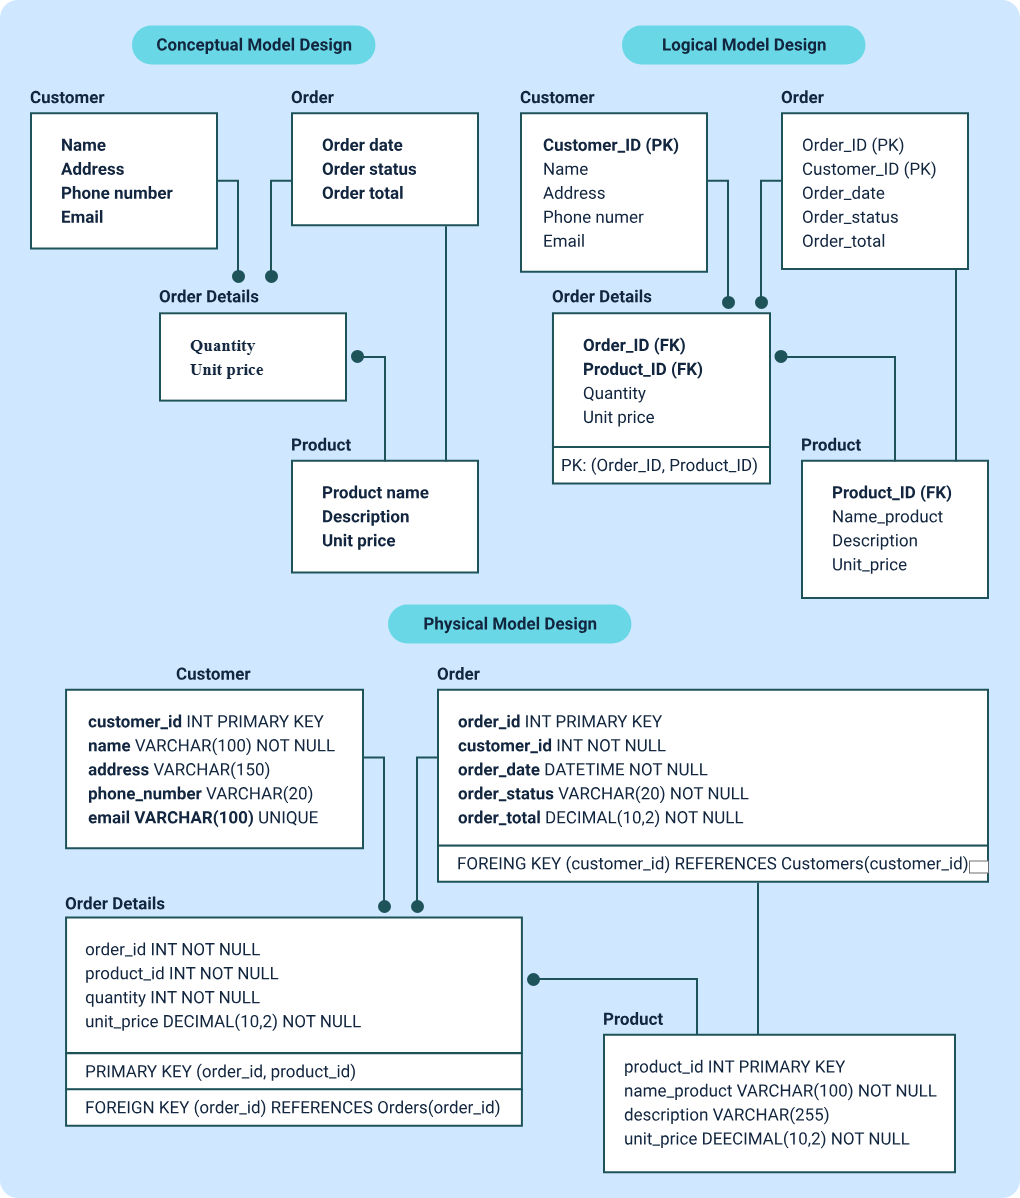 Conceptual Model Design
Customer
Name
Address
Phone number
Email
Order
Order date
Order status
Order total
Order Details
Quantity
Unit price
Product
Product name
Description
Unit price
Logical Model Design
Customer
Customer_ID (PK)
Name
Address
Phone numer
Email
Order
Order_ID (PK)
Customer_ID (PK)
Order_date
Order_status
Order_total
Order Details
Order_ID (FK)
Product_ID (FK)
Quantity
Unit price
PK: (Order_ID, Product_ID)
Product
Product_ID (FK)
Name_product
Description
Unit_price
Physical Model Design
Customer
customer_id INT PRIMARY KEY
name VARCHAR(100) NOT NULL
address VARCHAR(150)
phone_number VARCHAR(20)
email VARCHAR(100) UNIQUE
Order
order_id INT PRIMARY KEY
customer_id INT NOT NULL
order_date DATETIME NOT NULL
order_status VARCHAR(20) NOT NULL
order_total DECIMAL(10,2) NOT NULL
FOREING KEY (customer_id) REFERENCES Customers(customer_id)
Order Details
order_id INT NOT NULL
product_id INT NOT NULL
quantity INT NOT NULL
unit_price DECIMAL(10,2) NOT NULL
PRIMARY KEY (order_id, product_id)
FOREIGN KEY (order_id) REFERENCES Orders(order_id)
Product
product_id INT PRIMARY KEY
name_product VARCHAR(100) NOT NULL
description VARCHAR(255)
unit_price DEECIMAL(10,2) NOT NULL